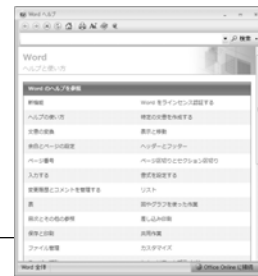 Word ヘルプ
検索
Word
ヘルプと使い方
Word のヘルプを参照
新機能
Word をライセンス認証する
ヘルプの使い方
特定の文書を作成する
文書の変換
表示と移動
余白とページの設定
ヘッダーとフッター
ページ番号
ページ区切りとセクション区切り
入力する
書式を設定する
変更履歴とコメントを管理する
リスト
表
図やグラフを使った作業
脚注とその他の参照
差し込み印刷
保存と印刷
共同作業
ファイル管理
カスタマイズ
Word 全体
Office Online に接続